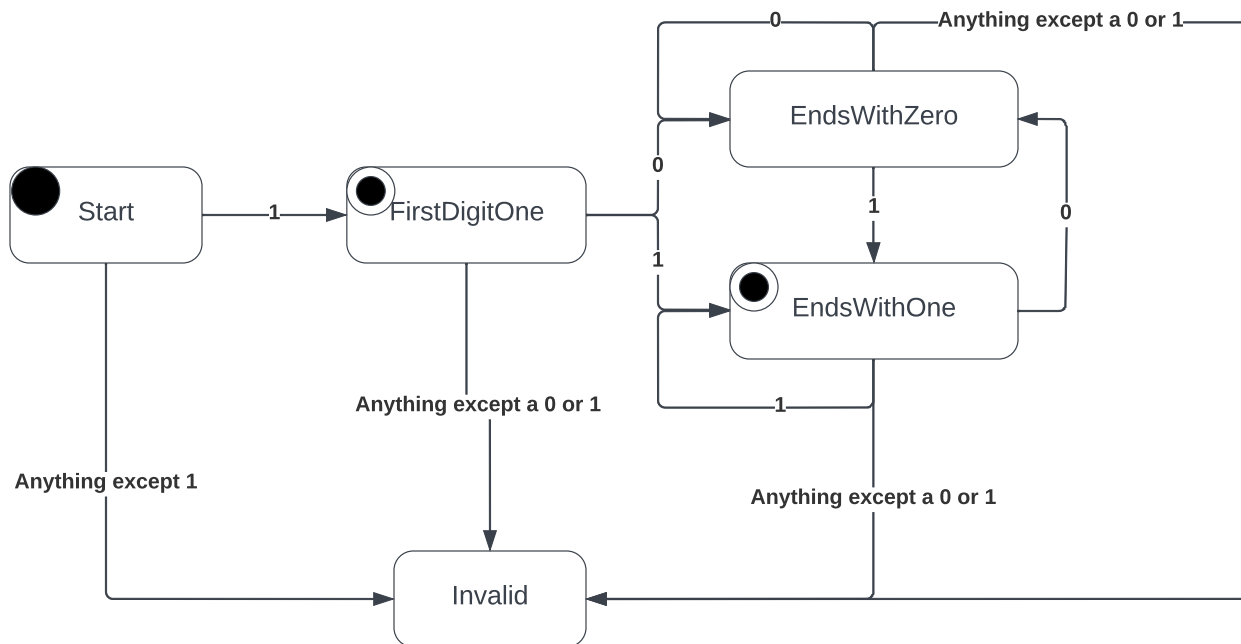 0
Anything except a 0 or 1
EndsWithZero
0
Start
1
FirstDigitOne
1
0
1
EndsWithOne
Anything except a 0 or 1
1
Anything except 1
Anything except a 0 or 1
Invalid